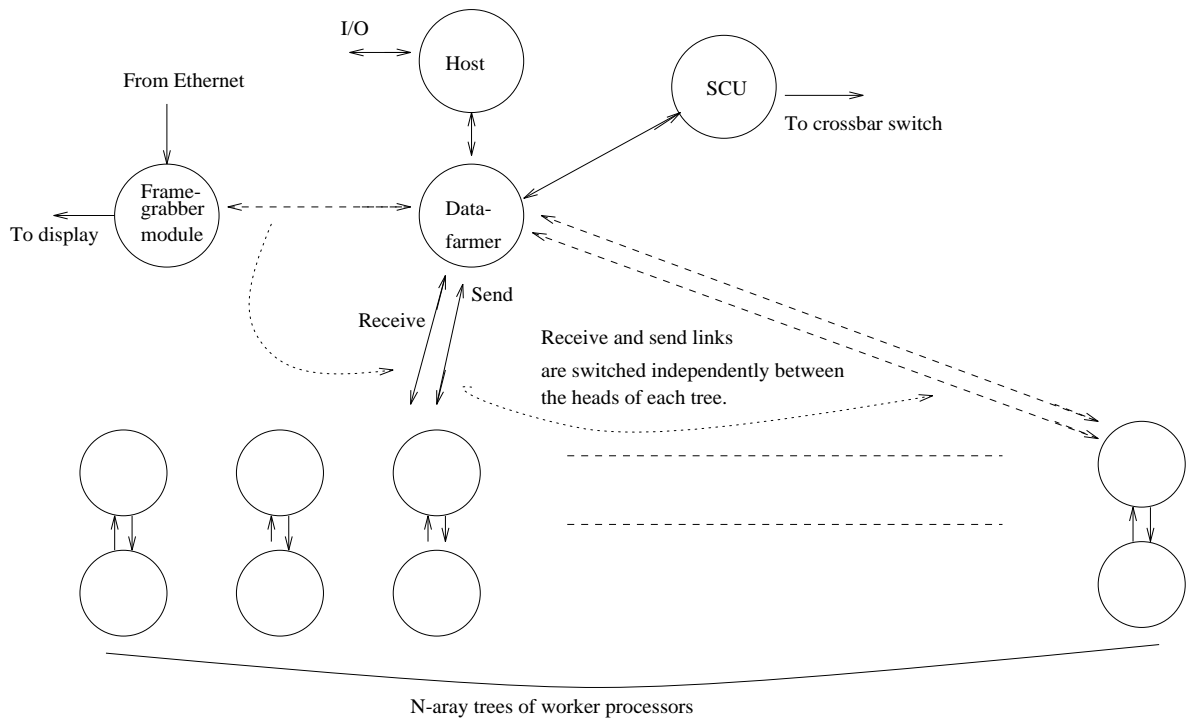 I/O
Host
SCU
From Ethernet
To crossbar switch
Frame-
grabber
module
Data-
farmer
To display
Send
Receive
Receive and send links
are switched independently between
the heads of each tree.
N-aray trees of worker processors